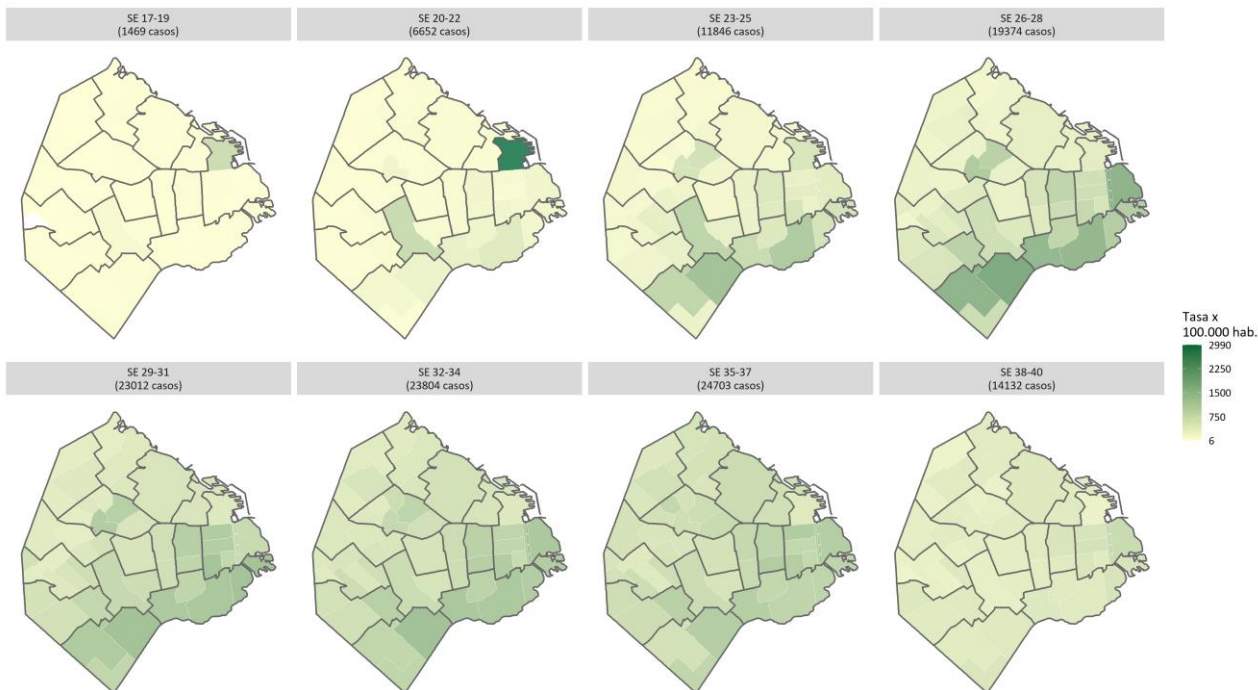 SE 17-19
(1469 casos)
SE 20-22
(6652 casos)
SE 23-25
(11846 casos)
SE 26-28
(19374 casos)
Tasa x
100.000 hab.
2990
2250
1500
750
6
SE 29-31
(23012 casos)
SE 32-34
(23804 casos)
SE 35-37
(24703 casos)
SE 38-40
(14132 casos)